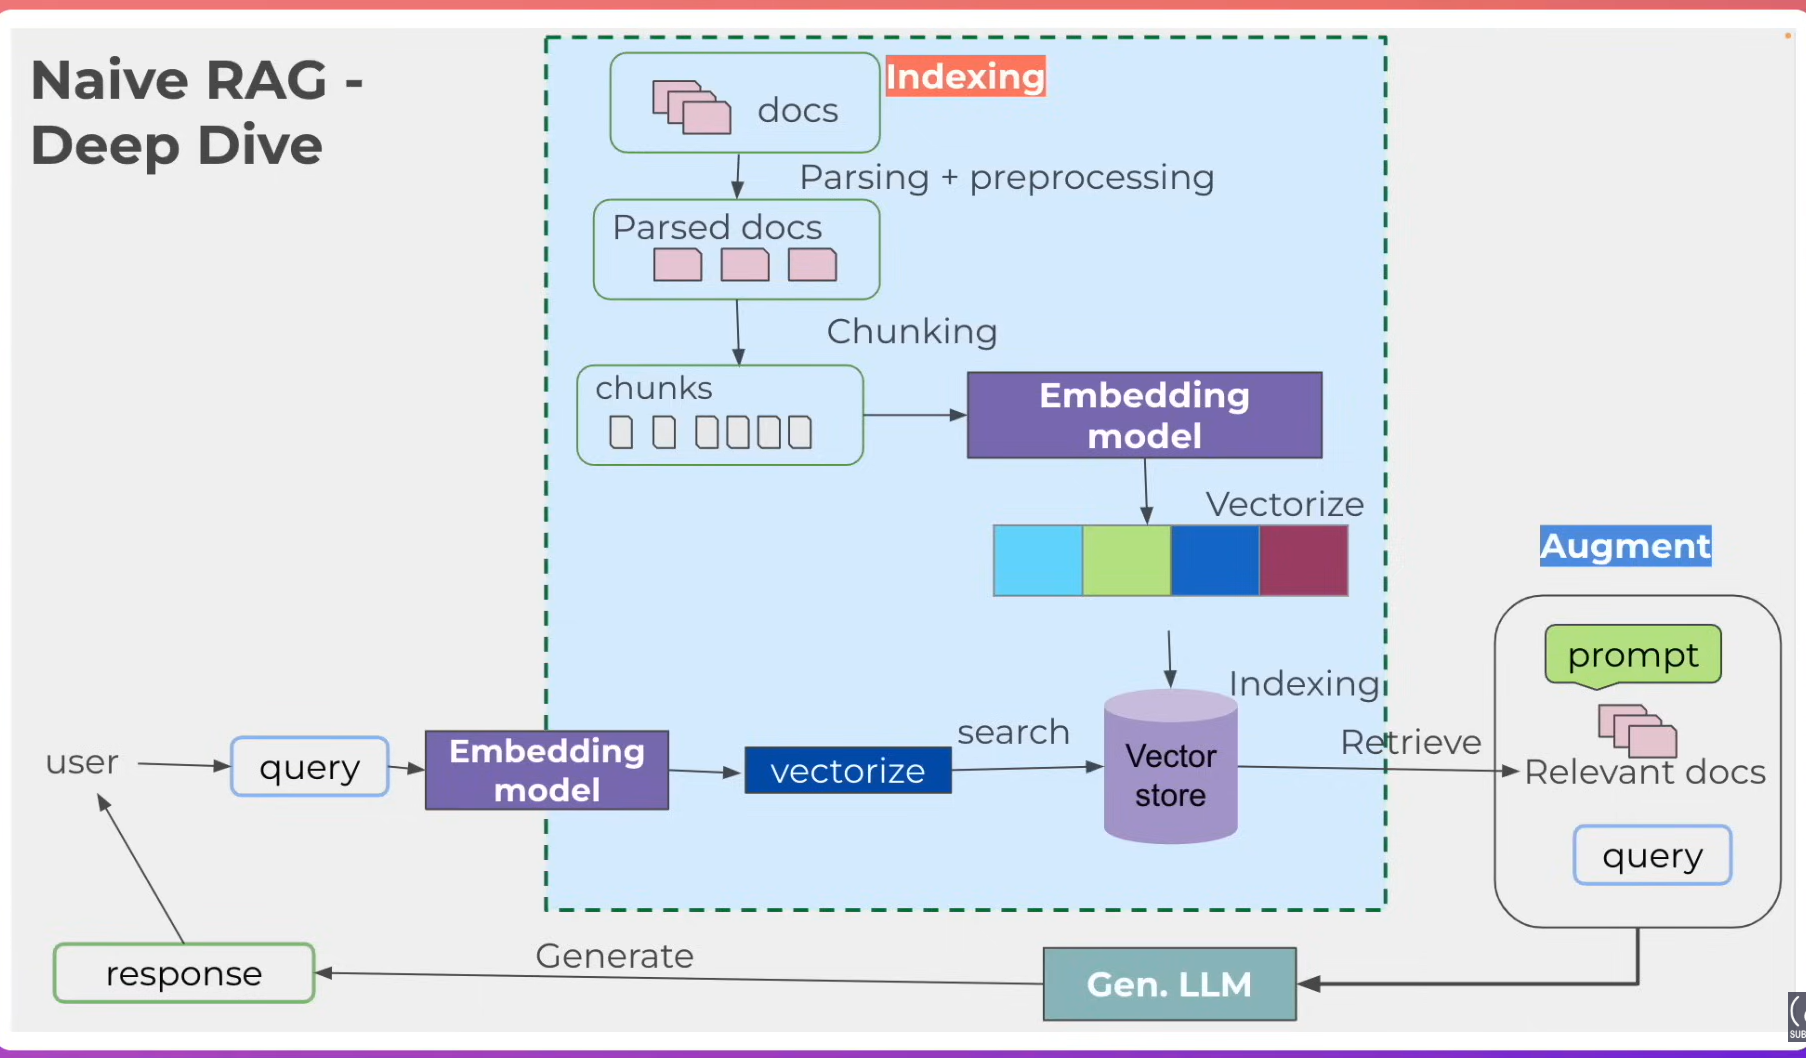 Naive RAG -
Deep Dive
Indexing
docs
Parsing + preprocessing
Parsed docs
Chunking
chunks
Embedding
model
Vectorize
Augment
prompt
Indexing
user
query
Embedding
model
vectorize
search
Vector
store
Retrieve
Relevant docs
query
response
Generate
Gen. LLM
SUB